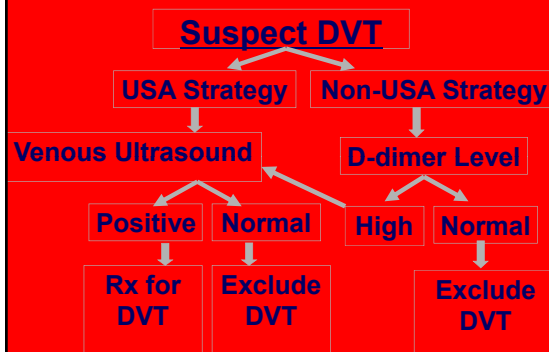 Suspect DVT
USA Strategy
Non-USA Strategy
Venous Ultrasound
D-dimer Level
Positive
Normal
High
Normal
Rx for
DVT
Exclude
DVT
Exclude
DVT